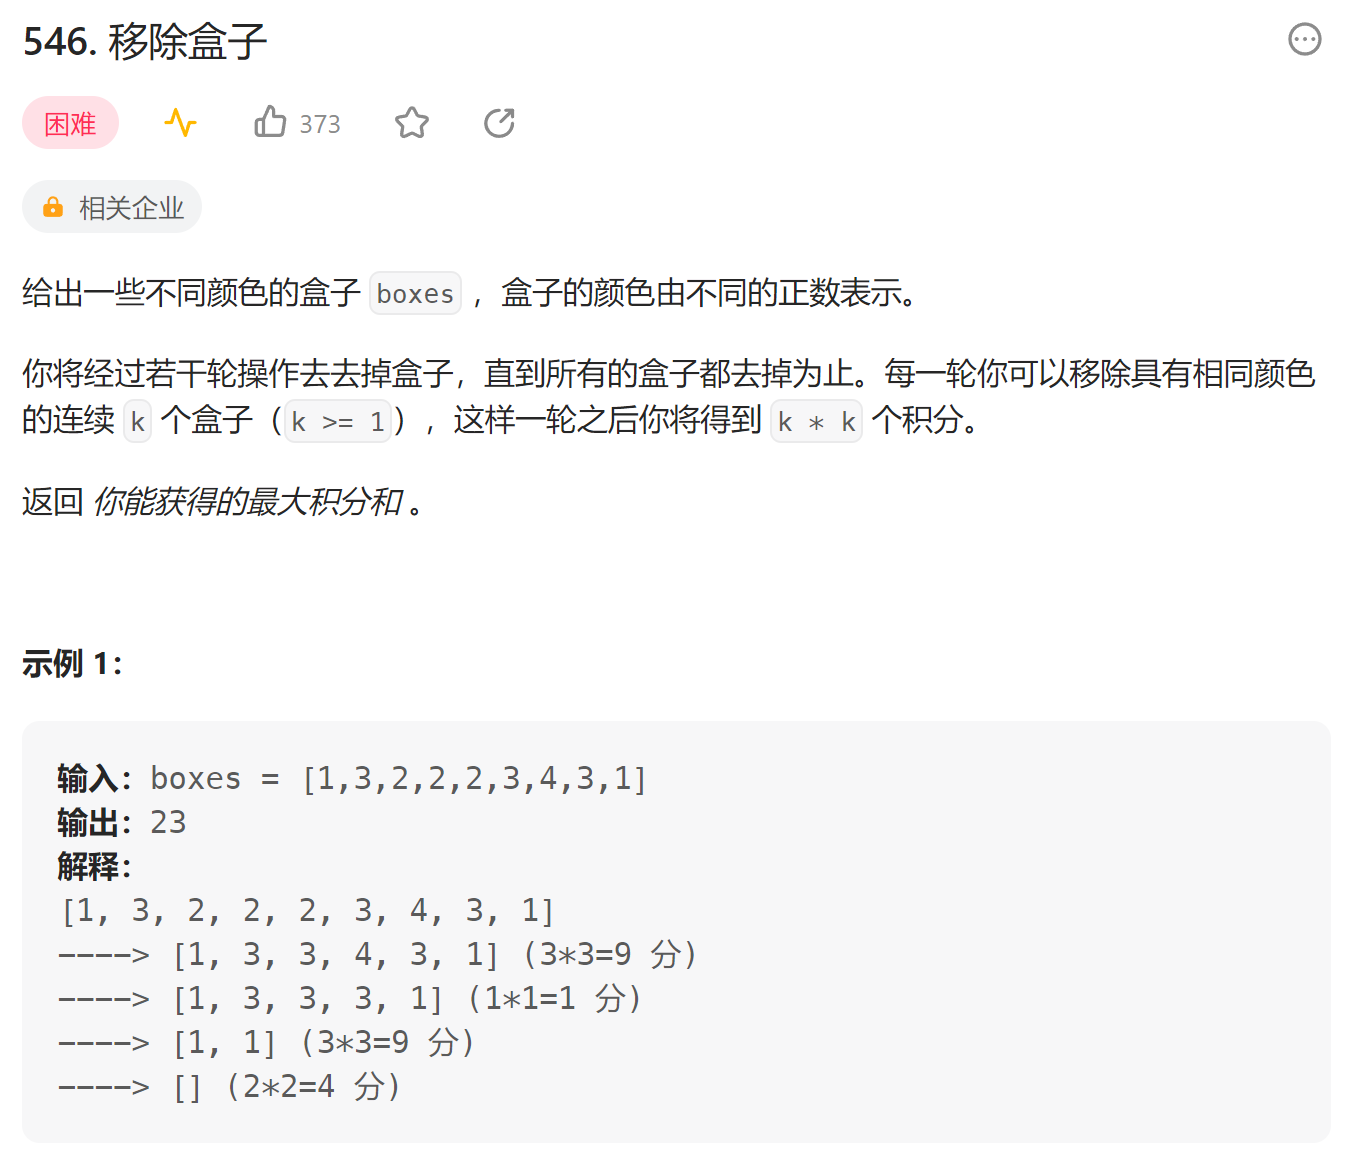 546. 移除盒子
困难
373
相关企业
给出一些不同颜色的盒子 boxes ，盒子的颜色由不同的正数表示。
你将经过若干轮操作去去掉盒子，直到所有的盒子都去掉为止。每一轮你可以移除具有相同颜色
的连续 k 个盒子（k >= 1），这样一轮之后你将得到 k * k 个积分。
返回 你能获得的最大积分和 。
示例 1：
输入：boxes = [1,3,2,2,2,3,4,3,1]
输出：23
解释：
[1, 3, 2, 2, 2, 3, 4, 3, 1]
----> [1, 3, 3, 4, 3, 1] (3*3=9 分)
----> [1, 3, 3, 3, 1] (1*1=1 分)
----> [1, 1] (3*3=9 分)
----> [] (2*2=4 分)